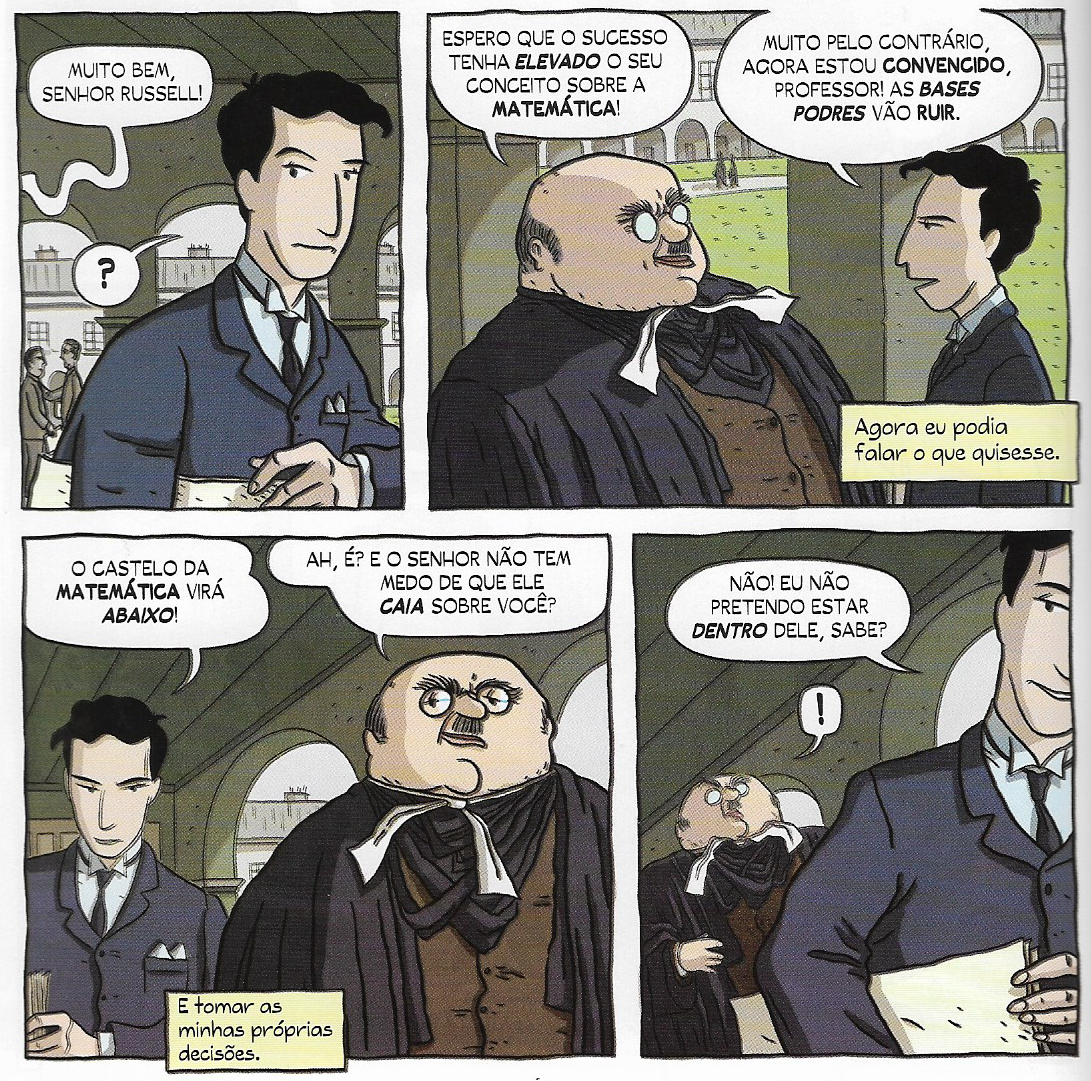 MUITO BEM,
SENHOR RUSSELL!
?
ESPERO QUE O SUCESSO
TENHA ELEVADO O SEU
CONCEITO SOBRE A
MATEMÁTICA!
MUITO PELO CONTRÁRIO,
AGORA ESTOU CONVENCIDO,
PROFESSOR! AS BASES
PODRES VÃO RUIR.
Agora eu podia
falar o que quisesse.
O CASTELO DA
MATEMÁTICA VIRÁ
ABAIXO!
AH, É? E O SENHOR NÃO TEM
MEDO DE QUE ELE
CAIA SOBRE VOCÊ?
E tomar as
minhas próprias
decisões.
NÃO! EU NÃO
PRETENDO ESTAR
DENTRO DELE, SABE?
!